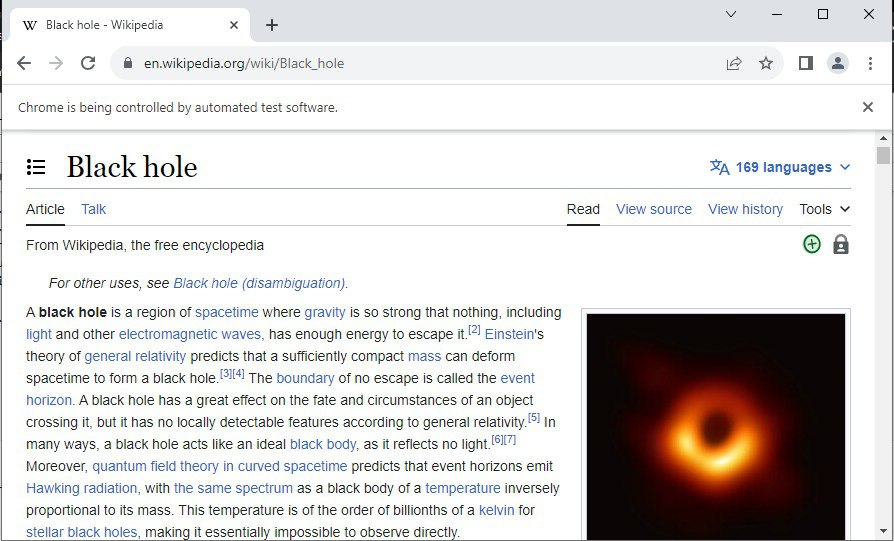 Black hole - Wikipedia
en.wikipedia.org/wiki/Black_hole
Chrome is being controlled by automated test software.
Black hole
169 languages
Article Talk Read View source View history Tools
From Wikipedia, the free encyclopedia
For other uses, see Black hole (disambiguation).
A black hole is a region of spacetime where gravity is so strong that nothing, including
light and other electromagnetic waves, has enough energy to escape it.[2] Einstein's
theory of general relativity predicts that a sufficiently compact mass can deform
spacetime to form a black hole.[3][4] The boundary of no escape is called the event
horizon. A black hole has a great effect on the fate and circumstances of an object
crossing it, but it has no locally detectable features according to general relativity.[5] In
many ways, a black hole acts like an ideal black body, as it reflects no light.[6][7]
Moreover, quantum field theory in curved spacetime predicts that event horizons emit
Hawking radiation, with the same spectrum as a black body of a temperature inversely
proportional to its mass. This temperature is of the order of billionths of a kelvin for
stellar black holes, making it essentially impossible to observe directly.